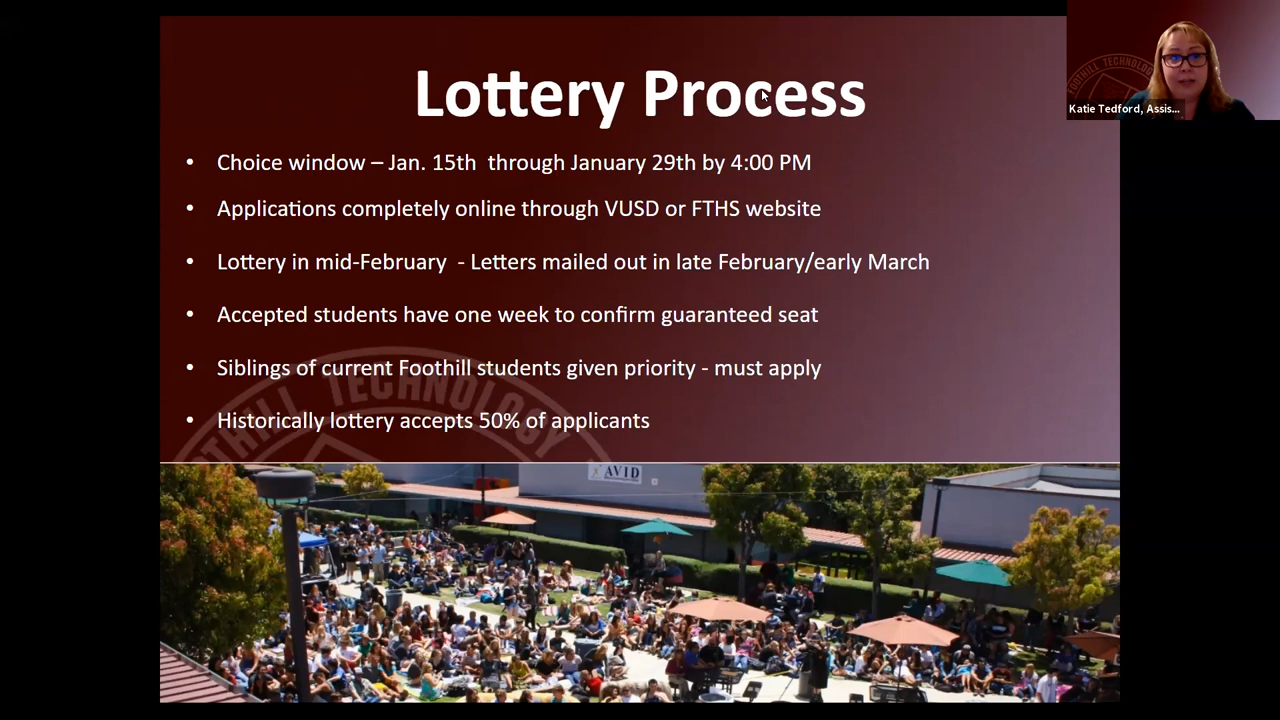 Lottery Process
Katie Tedford, Assis...
• Choice window – Jan. 15th through January 29th by 4:00 PM
• Applications completely online through VUSD or FTHS website
• Lottery in mid-February - Letters mailed out in late February/early March
• Accepted students have one week to confirm guaranteed seat
• Siblings of current Foothill students given priority - must apply
• Historically lottery accepts 50% of applicants
FOOTHILL TECHNOLOGY
AVID